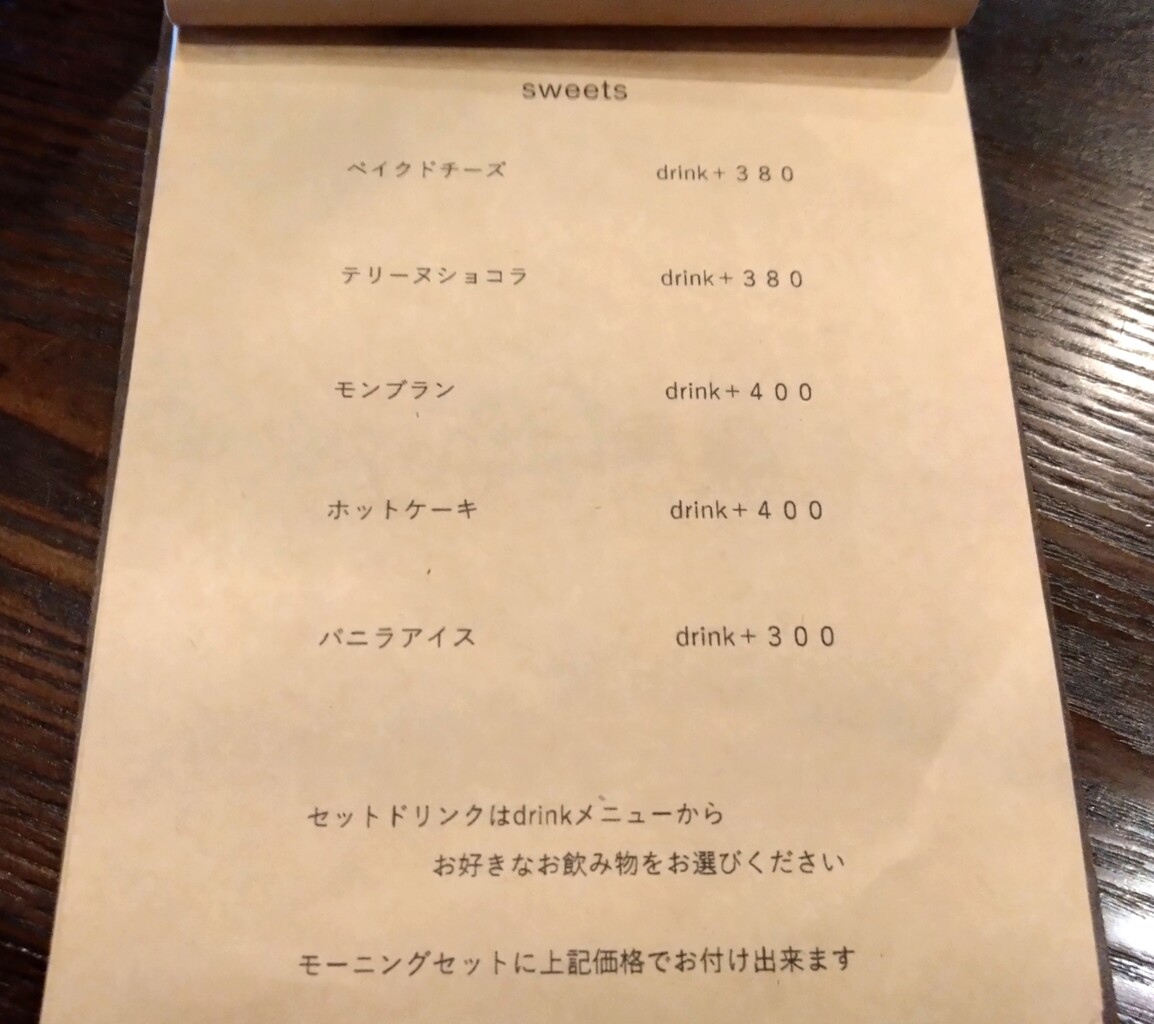 sweets
ベイクドチーズ drink+３８０
テリーヌショコラ drink+３８０
モンブラン drink+４００
ホットケーキ drink+４００
バニラアイス drink+３００
セットドリンクはdrinkメニューから
お好きなお飲み物をお選びください
モーニングセットに上記価格でお付け出来ます